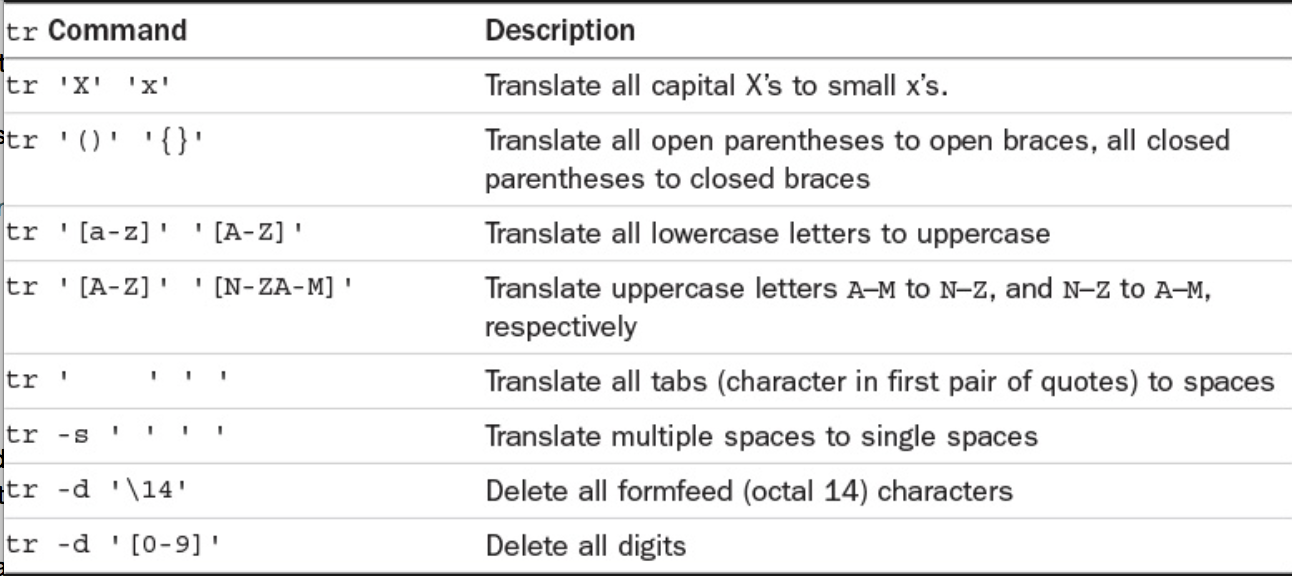 tr Command Description
tr 'X' 'x' Translate all capital X's to small x's.
tr '()' '{}' Translate all open parentheses to open braces, all closed
parentheses to closed braces
tr '[a-z]' '[A-Z]' Translate all lowercase letters to uppercase
tr '[A-Z]' '[N-ZA-M]' Translate uppercase letters A–M to N–Z, and N–Z to A–M,
respectively
tr '    ' ' ' Translate all tabs (character in first pair of quotes) to spaces
tr -s ' ' ' ' Translate multiple spaces to single spaces
tr -d '\14' Delete all formfeed (octal 14) characters
tr -d '[0-9]' Delete all digits